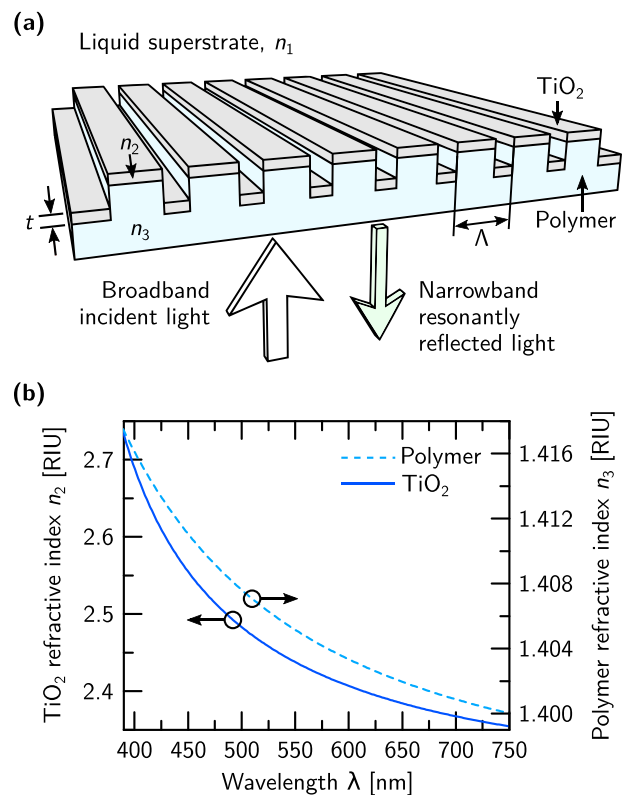 (a)
Liquid superstrate, n1
TiO2
n2
t
n3
Λ
Polymer
Broadband
incident light
Narrowband
resonantly
reflected light
(b)
TiO2 refractive index n2 [RIU]
2.7
2.6
2.5
2.4
Polymer
TiO2
1.416
1.412
1.408
1.404
1.400
Polymer refractive index n3 [RIU]
400 450 500 550 600 650 700 750
Wavelength λ [nm]